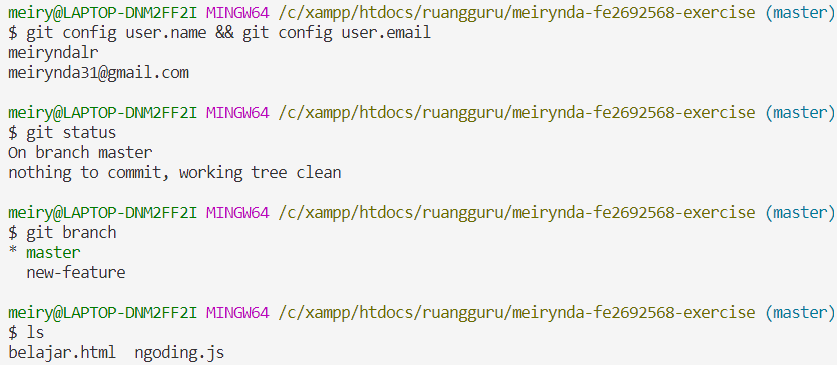 meiry@LAPTOP-DNM2FF2I MINGW64 /c/xampp/htdocs/ruangguru/meirynda-fe2692568-exercise (master)
$ git config user.name && git config user.email
meiryndalr
meirynda31@gmail.com

meiry@LAPTOP-DNM2FF2I MINGW64 /c/xampp/htdocs/ruangguru/meirynda-fe2692568-exercise (master)
$ git status
On branch master
nothing to commit, working tree clean

meiry@LAPTOP-DNM2FF2I MINGW64 /c/xampp/htdocs/ruangguru/meirynda-fe2692568-exercise (master)
$ git branch
* master
  new-feature

meiry@LAPTOP-DNM2FF2I MINGW64 /c/xampp/htdocs/ruangguru/meirynda-fe2692568-exercise (master)
$ ls
belajar.html  ngoding.js